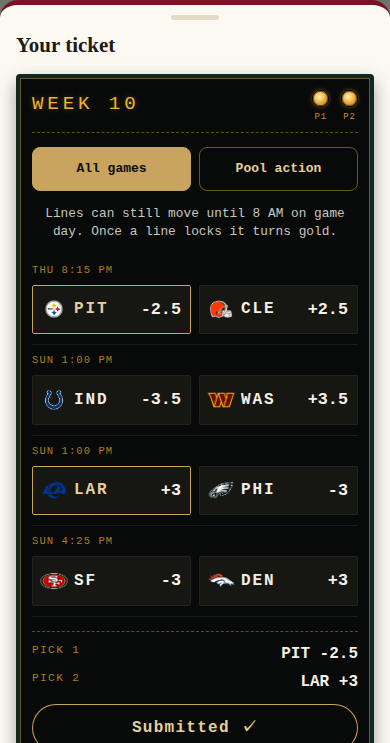 Your ticket
WEEK 10
P1 P2
All games Pool action
Lines can still move until 8 AM on game
day. Once a line locks it turns gold.
THU 8:15 PM
PIT -2.5 CLE +2.5
SUN 1:00 PM
IND -3.5 WAS +3.5
SUN 1:00 PM
LAR +3 PHI -3
SUN 4:25 PM
SF -3 DEN +3
PICK 1 PIT -2.5
PICK 2 LAR +3
Submitted ✓